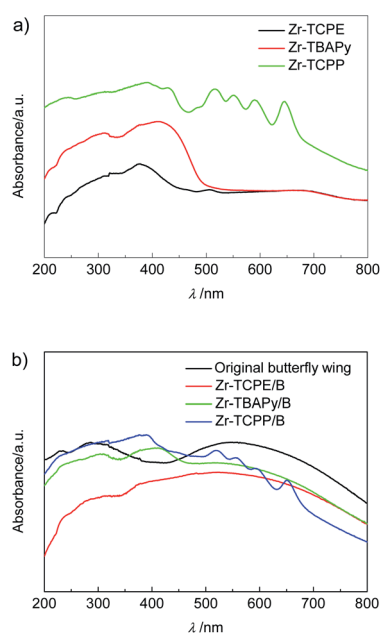 a)
Zr-TCPE
Zr-TBAPy
Zr-TCPP
Absorbance/a.u.
200 300 400 500 600 700 800
λ /nm
b)
Original butterfly wing
Zr-TCPE/B
Zr-TBAPy/B
Zr-TCPP/B
Absorbance/a.u.
200 300 400 500 600 700 800
λ /nm